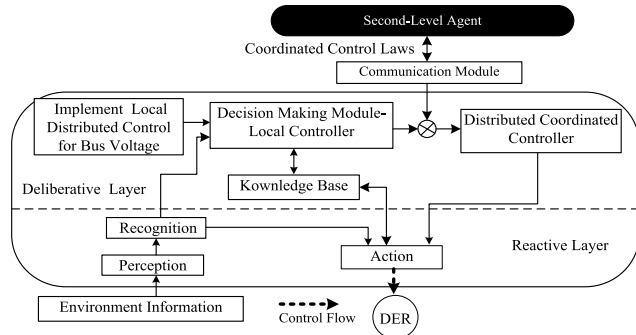 Second-Level Agent
Coordinated Control Laws
Communication Module
Implement Local
Distributed Control
for Bus Voltage
Decision Making Module-
Local Controller
Distributed Coordinated
Controller
Kownledge Base
Deliberative Layer
Recognition
Reactive Layer
Perception
Action
Environment Information
Control Flow
DER